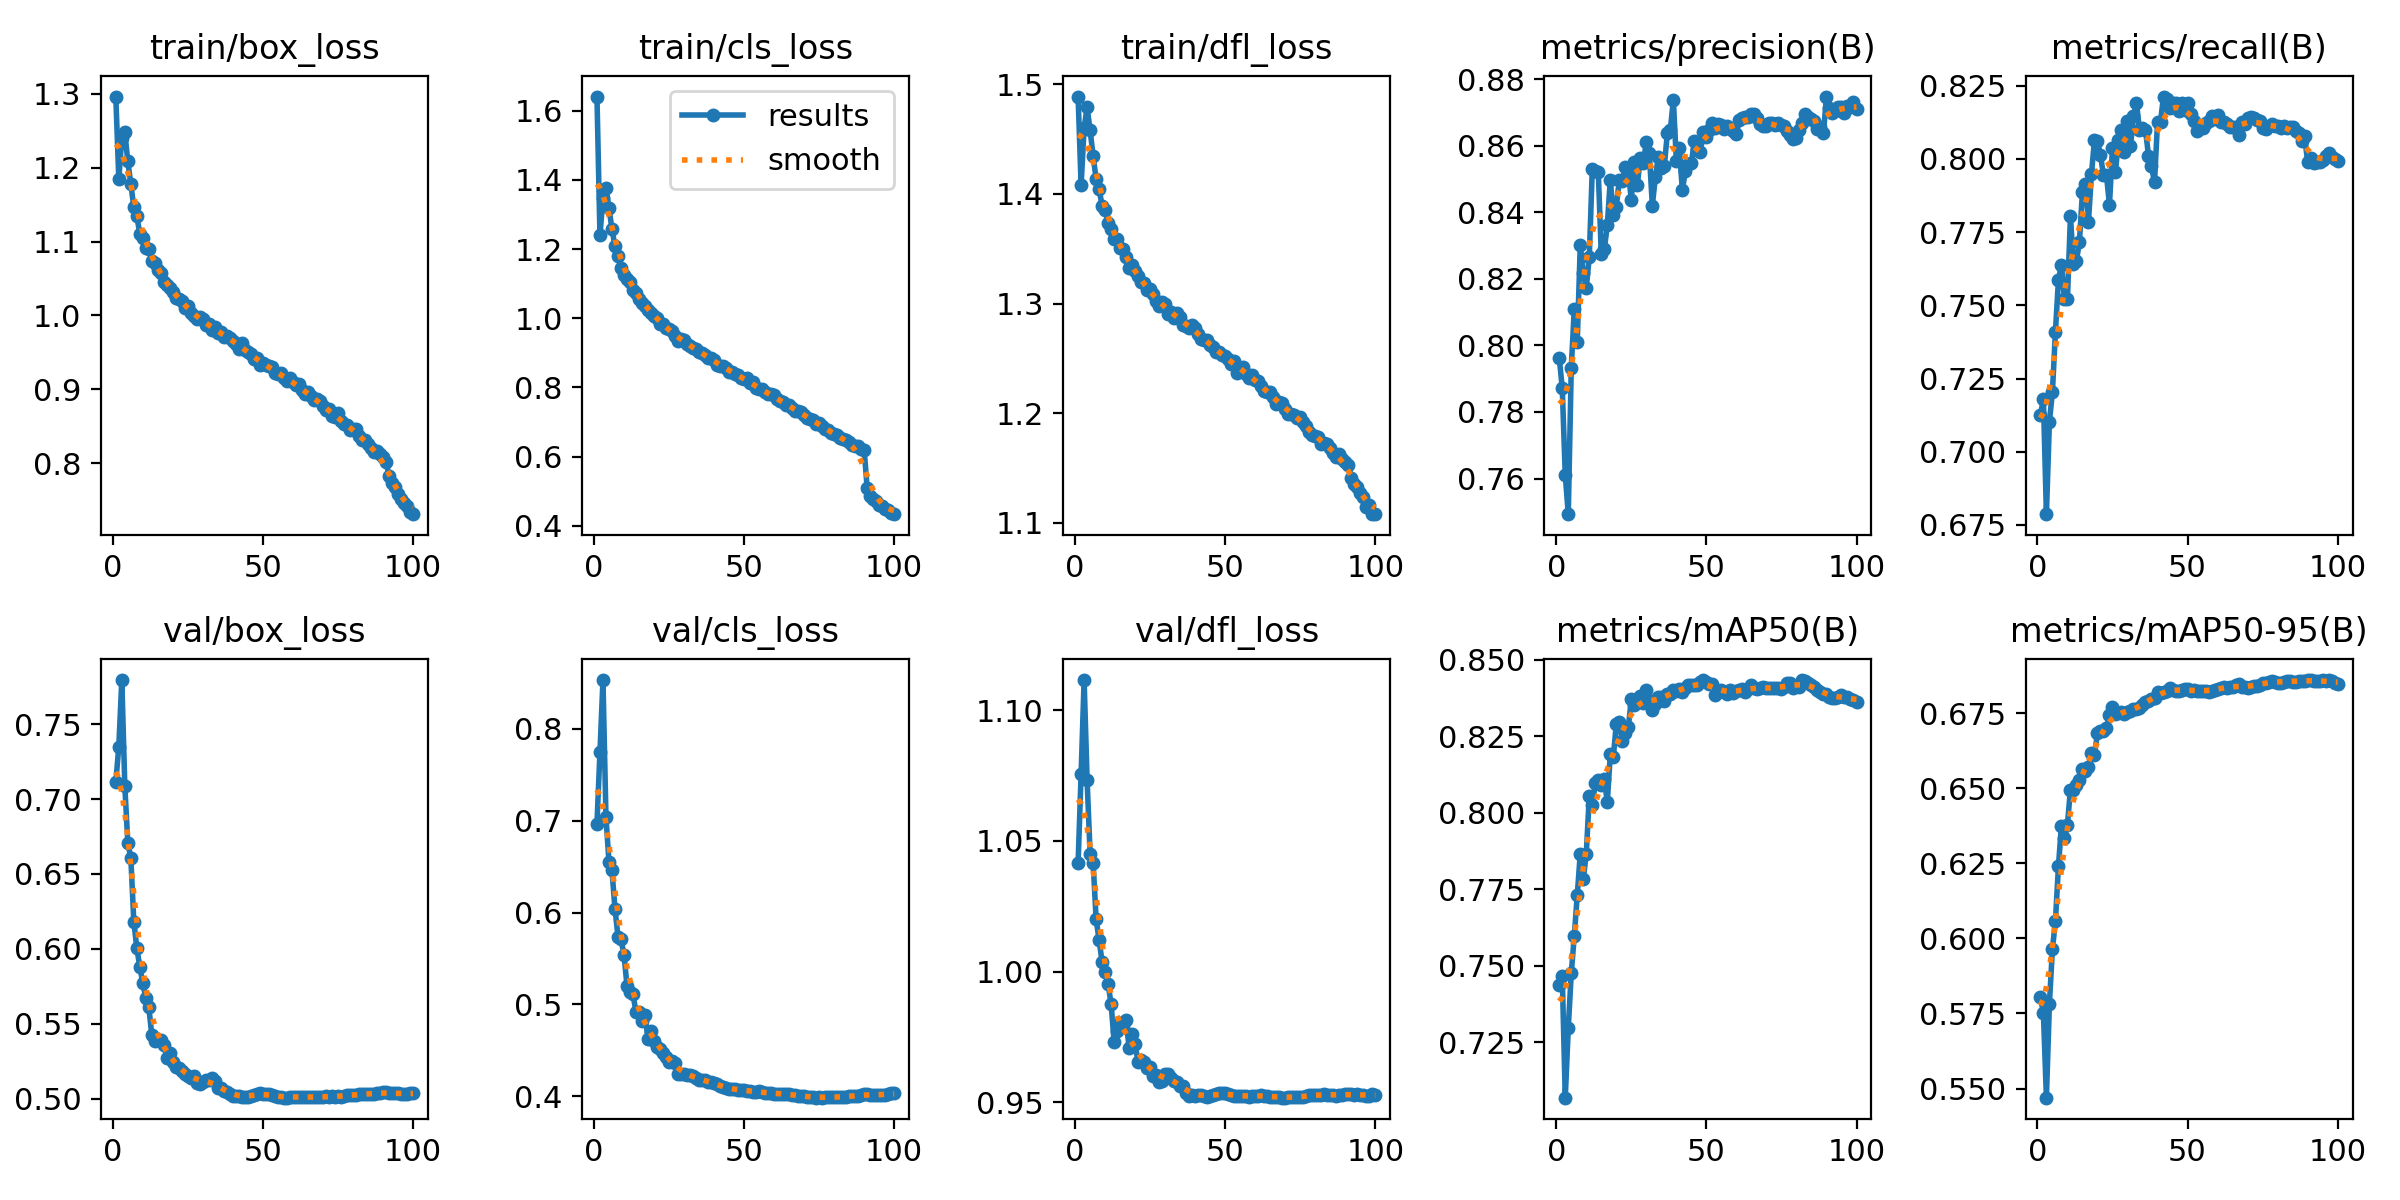 train/box_loss
1.3
1.2
1.1
1.0
0.9
0.8
0 50 100
train/cls_loss
results
smooth
1.6
1.4
1.2
1.0
0.8
0.6
0.4
0 50 100
train/dfl_loss
1.5
1.4
1.3
1.2
1.1
0 50 100
metrics/precision(B)
0.88
0.86
0.84
0.82
0.80
0.78
0.76
0 50 100
metrics/recall(B)
0.825
0.800
0.775
0.750
0.725
0.700
0.675
0 50 100
val/box_loss
0.75
0.70
0.65
0.60
0.55
0.50
0 50 100
val/cls_loss
0.8
0.7
0.6
0.5
0.4
0 50 100
val/dfl_loss
1.10
1.05
1.00
0.95
0 50 100
metrics/mAP50(B)
0.850
0.825
0.800
0.775
0.750
0.725
0 50 100
metrics/mAP50-95(B)
0.675
0.650
0.625
0.600
0.575
0.550
0 50 100